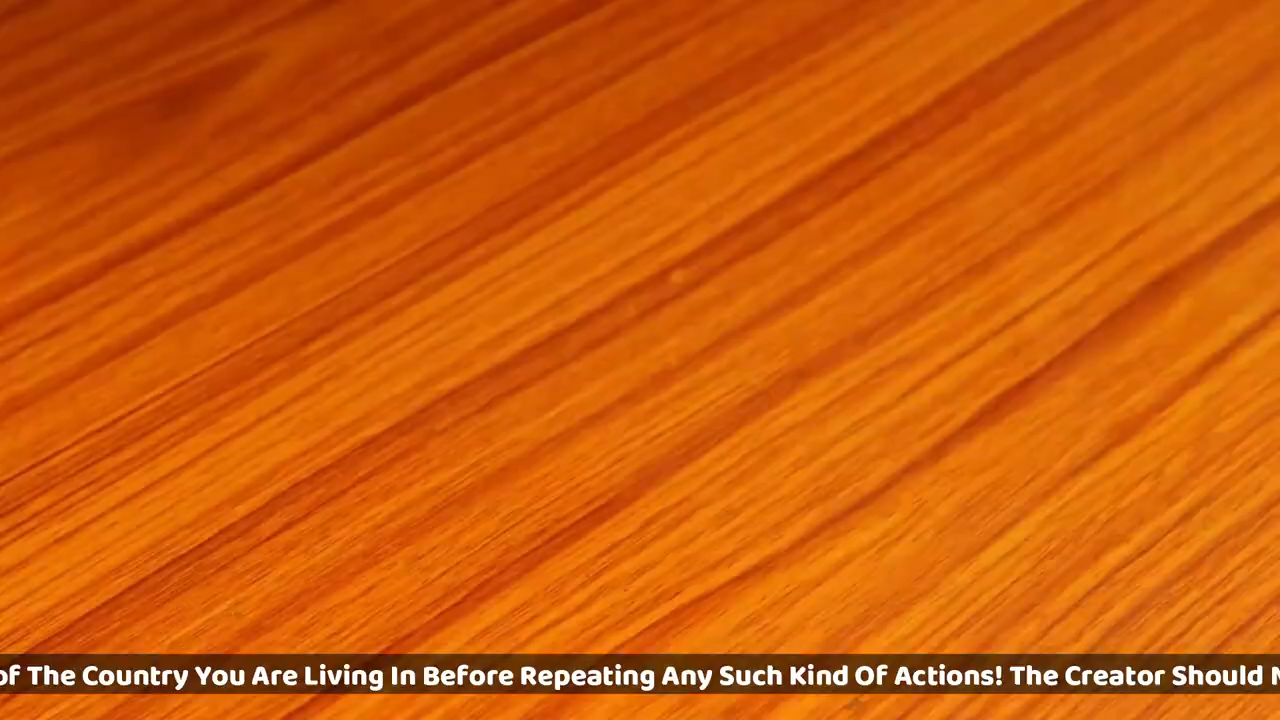 of The Country You Are Living In Before Repeating Any Such Kind Of Actions! The Creator Should